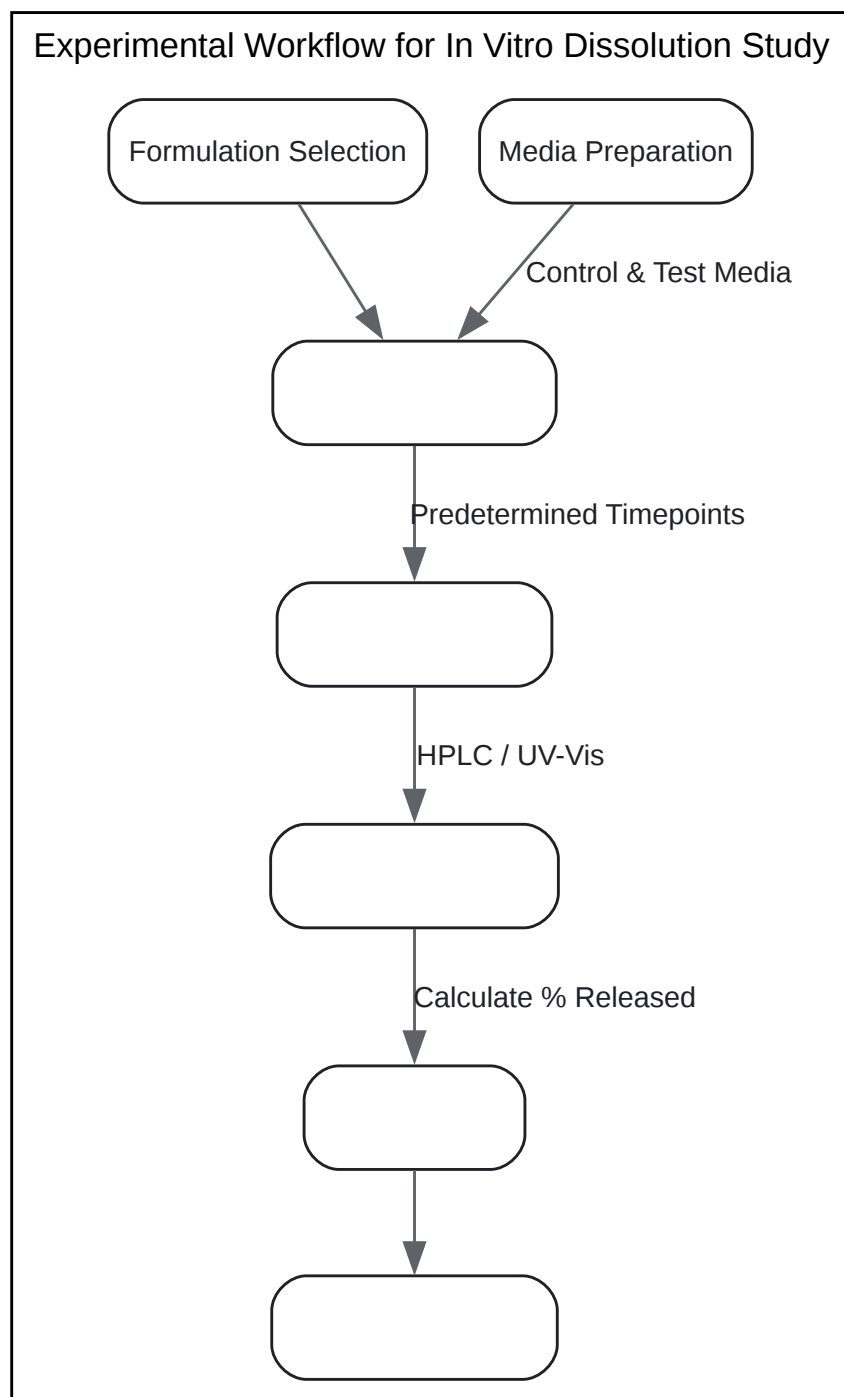 Experimental Workflow for In Vitro Dissolution Study
Formulation Selection
Media Preparation
Control & Test Media
Predetermined Timepoints
HPLC / UV-Vis
Calculate % Released